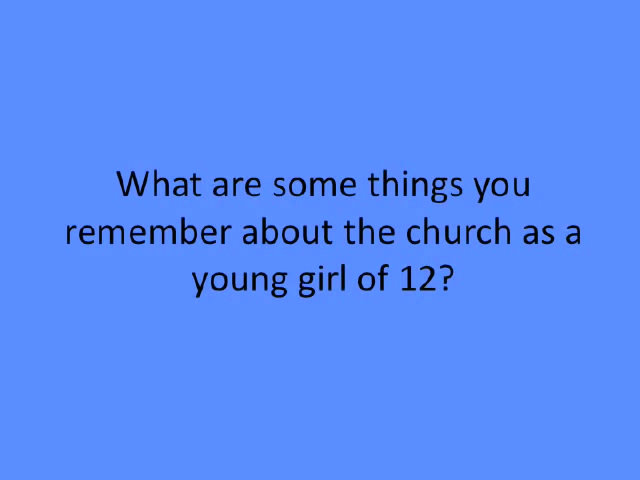 What are some things you
remember about the church as a
young girl of 12?